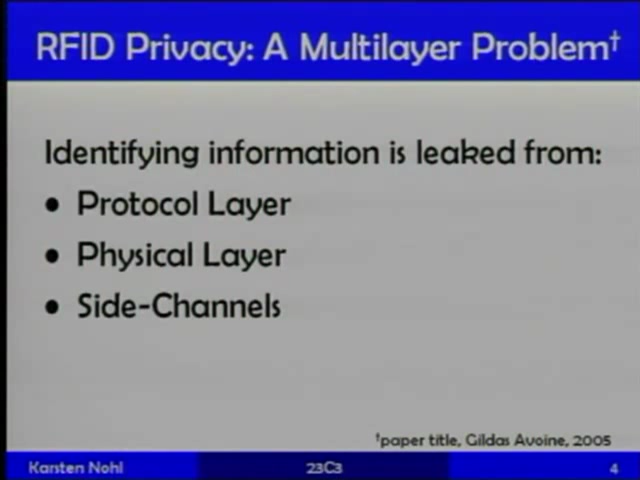 RFID Privacy: A Multilayer Problem†
Identifying information is leaked from:
• Protocol Layer
• Physical Layer
• Side-Channels
†paper title, Gildas Avoine, 2005
Karsten Nohl 23C3 4